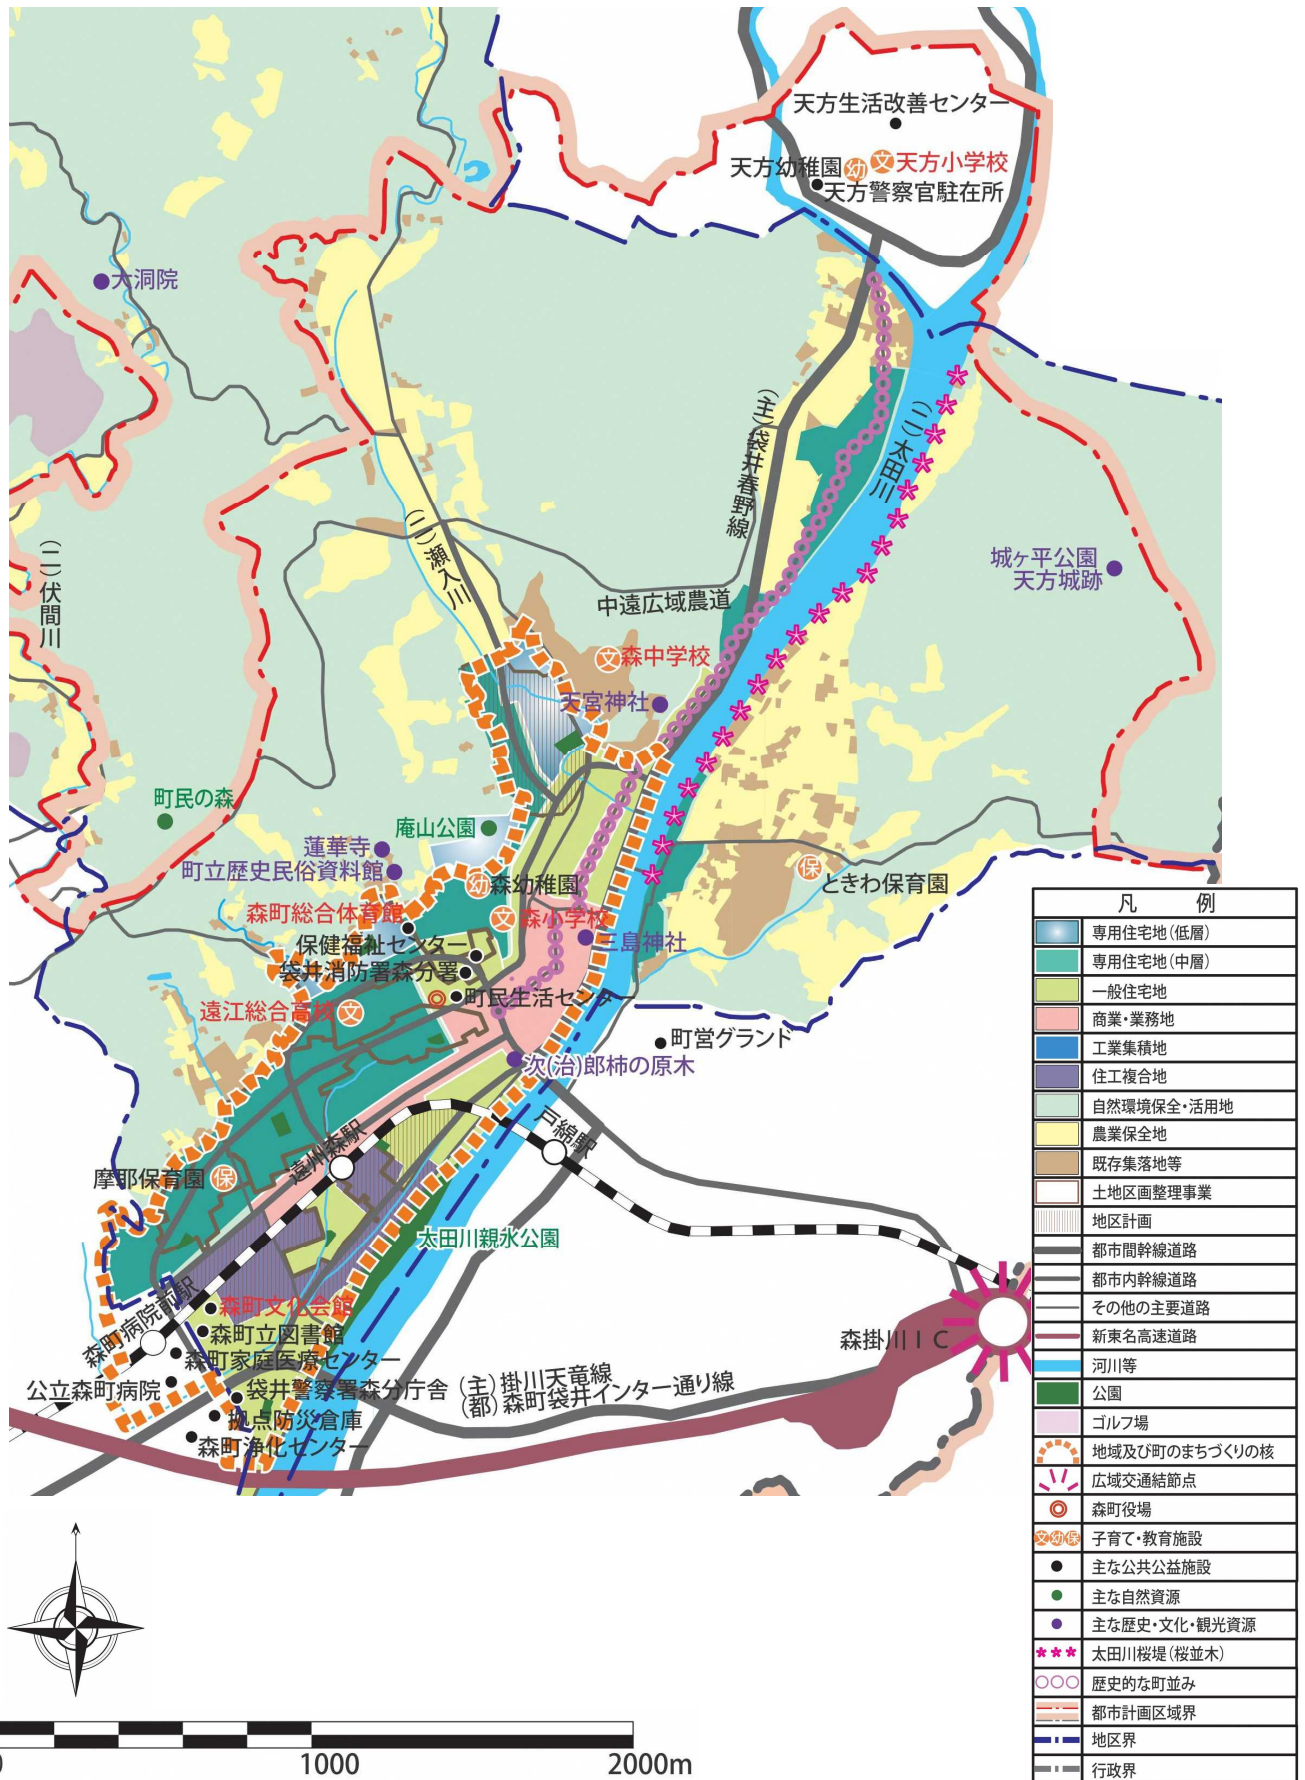 天方生活改善センター
天方幼稚園
幼
文
天方小学校
天方警察官駐在所
大洞院
(主)袋井春野線
(二)太田川
(二)伏間川
(二)瀬入川
城ヶ平公園
天方城跡
中遠広域農道
文
森中学校
天宮神社
町民の森
庵山公園
蓮華寺
町立歴史民俗資料館
幼
森幼稚園
保
ときわ保育園
森町総合体育館
文
森小学校
保健福祉センター
三島神社
袋井消防署森分署
町民生活センター
遠江総合高校
文
町営グランド
次(治)郎柿の原木
戸綿駅
遠州森駅
摩耶保育園
保
太田川親水公園
森町病院前駅
森町文化会館
森町立図書館
森町家庭医療センター
公立森町病院
袋井警察署森分庁舎
(主)掛川天竜線
(都)森町袋井インター通り線
森掛川IC
拠点防災倉庫
森町浄化センター
凡 例
専用住宅地(低層)
専用住宅地(中層)
一般住宅地
商業・業務地
工業集積地
住工複合地
自然環境保全・活用地
農業保全地
既存集落地等
土地区画整理事業
地区計画
都市間幹線道路
都市内幹線道路
その他の主要道路
新東名高速道路
河川等
公園
ゴルフ場
地域及び町のまちづくりの核
広域交通結節点
森町役場
文幼保 子育て・教育施設
主な公共公益施設
主な自然資源
主な歴史・文化・観光資源
太田川桜堤(桜並木)
歴史的な町並み
都市計画区域界
地区界
行政界
0 1000 2000m